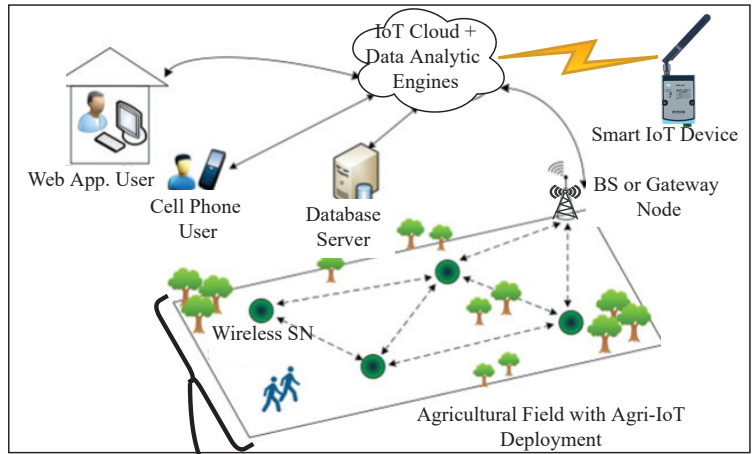 IoT Cloud +
Data Analytic
Engines
Smart IoT Device
Web App. User
Cell Phone
User
Database
Server
BS or Gateway
Node
Wireless SN
Agricultural Field with Agri-IoT
Deployment